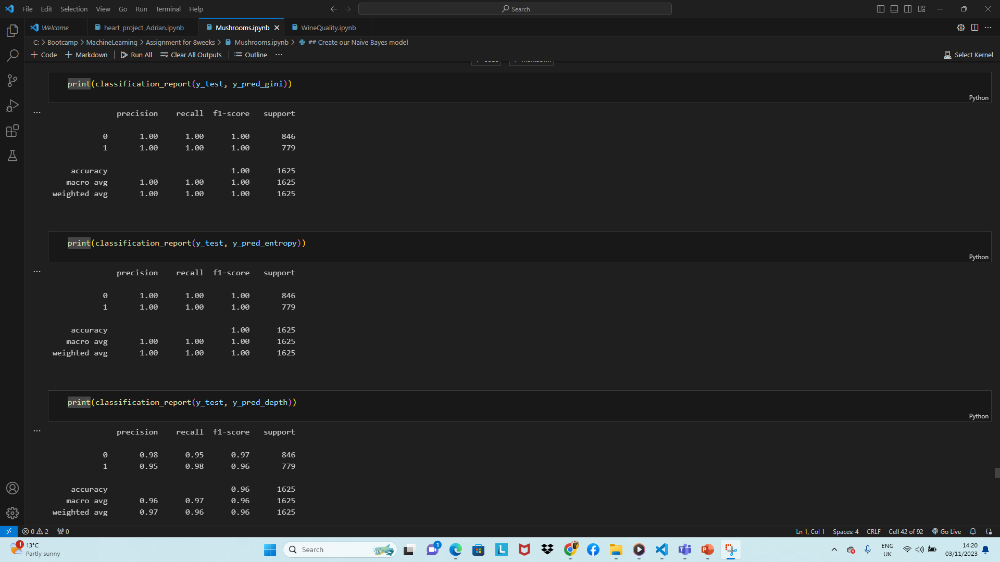 File Edit Selection View Go Run Terminal Help
Search
Welcome heart_project_Adrian.ipynb Mushrooms.ipynb WineQuality.ipynb
C: > Bootcamp > MachineLearning > Assignment for 8weeks > Mushrooms.ipynb > ## Create our Naive Bayes model
+ Code + Markdown Run All Clear All Outputs Outline ... Select Kernel
print(classification_report(y_test, y_pred_gini))
Python
... precision recall f1-score support
0 1.00 1.00 1.00 846
1 1.00 1.00 1.00 779
accuracy 1.00 1625
macro avg 1.00 1.00 1.00 1625
weighted avg 1.00 1.00 1.00 1625
print(classification_report(y_test, y_pred_entropy))
Python
... precision recall f1-score support
0 1.00 1.00 1.00 846
1 1.00 1.00 1.00 779
accuracy 1.00 1625
macro avg 1.00 1.00 1.00 1625
weighted avg 1.00 1.00 1.00 1625
print(classification_report(y_test, y_pred_depth))
Python
... precision recall f1-score support
0 0.98 0.95 0.97 846
1 0.95 0.98 0.96 779
accuracy 0.96 1625
macro avg 0.96 0.97 0.96 1625
weighted avg 0.97 0.96 0.96 1625
0 2 0 Ln 1, Col 1 Spaces: 4 CRLF Cell 42 of 92 Go Live
1 13°C
Partly sunny
Search
1
L
P
ENG
UK
14:20
03/11/2023